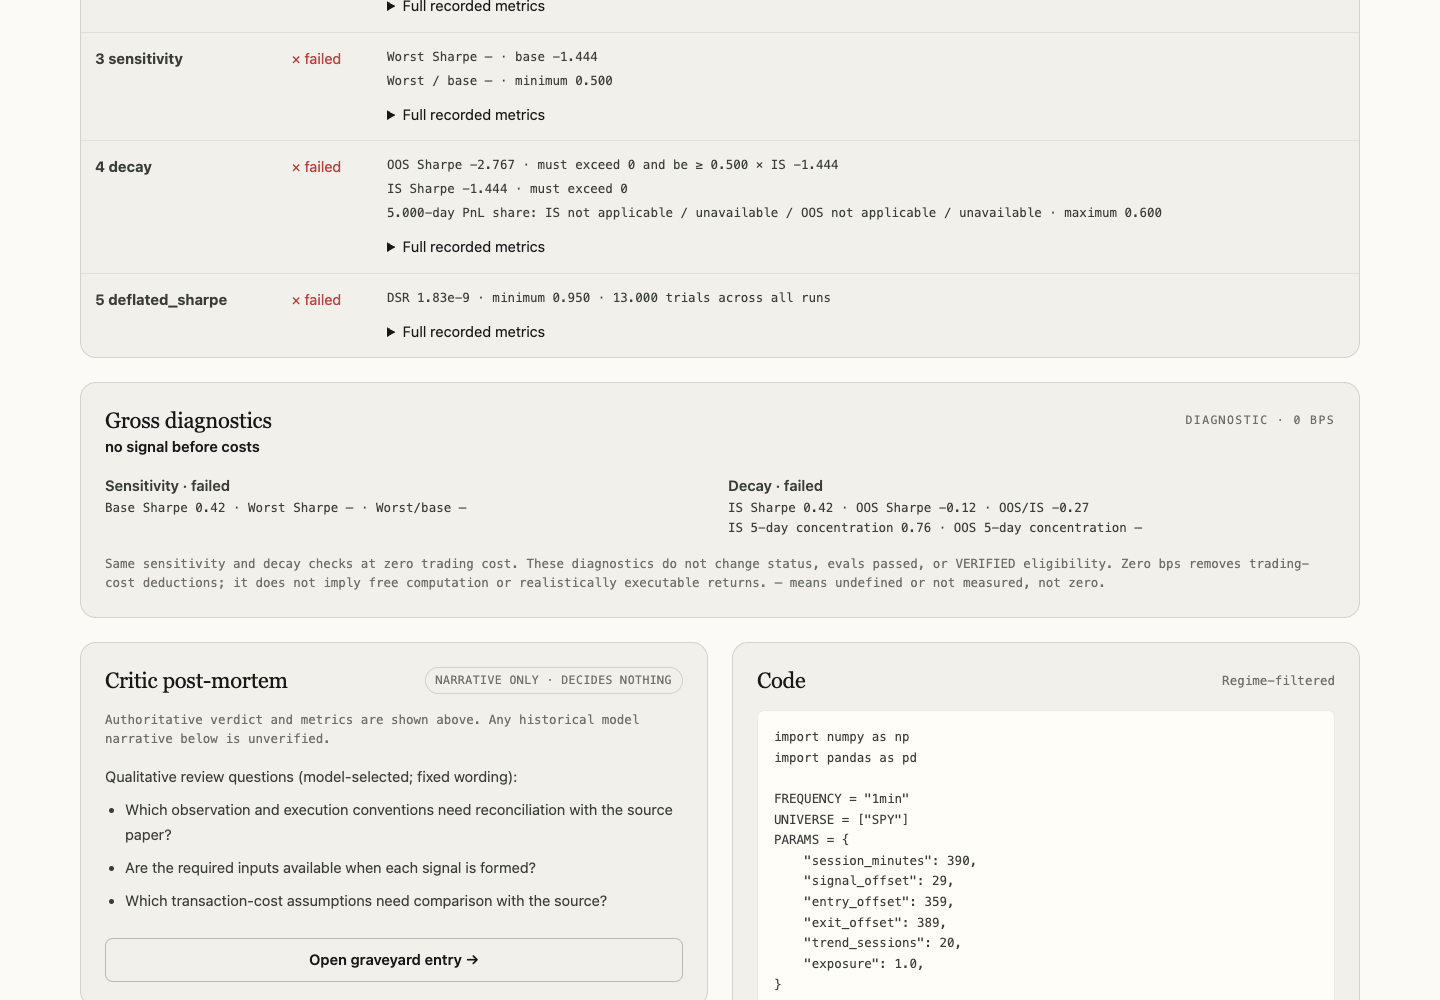 ▶ Full recorded metrics
3 sensitivity
× failed
Worst Sharpe — · base −1.444
Worst / base — · minimum 0.500
▶ Full recorded metrics
4 decay
× failed
OOS Sharpe −2.767 · must exceed 0 and be ≥ 0.500 × IS −1.444
IS Sharpe −1.444 · must exceed 0
5.000-day PnL share: IS not applicable / unavailable / OOS not applicable / unavailable · maximum 0.600
▶ Full recorded metrics
5 deflated_sharpe
× failed
DSR 1.83e-9 · minimum 0.950 · 13.000 trials across all runs
▶ Full recorded metrics
Gross diagnostics
DIAGNOSTIC · 0 BPS
no signal before costs
Sensitivity · failed
Base Sharpe 0.42 · Worst Sharpe — · Worst/base —
Decay · failed
IS Sharpe 0.42 · OOS Sharpe −0.12 · OOS/IS −0.27
IS 5-day concentration 0.76 · OOS 5-day concentration —
Same sensitivity and decay checks at zero trading cost. These diagnostics do not change status, evals passed, or VERIFIED eligibility. Zero bps removes trading-
cost deductions; it does not imply free computation or realistically executable returns. — means undefined or not measured, not zero.
Critic post-mortem
NARRATIVE ONLY · DECIDES NOTHING
Authoritative verdict and metrics are shown above. Any historical model
narrative below is unverified.
Qualitative review questions (model-selected; fixed wording):
• Which observation and execution conventions need reconciliation with the source
paper?
• Are the required inputs available when each signal is formed?
• Which transaction-cost assumptions need comparison with the source?
Open graveyard entry →
Code
Regime-filtered
import numpy as np
import pandas as pd
FREQUENCY = "1min"
UNIVERSE = ["SPY"]
PARAMS = {
    "session_minutes": 390,
    "signal_offset": 29,
    "entry_offset": 359,
    "exit_offset": 389,
    "trend_sessions": 20,
    "exposure": 1.0,
}